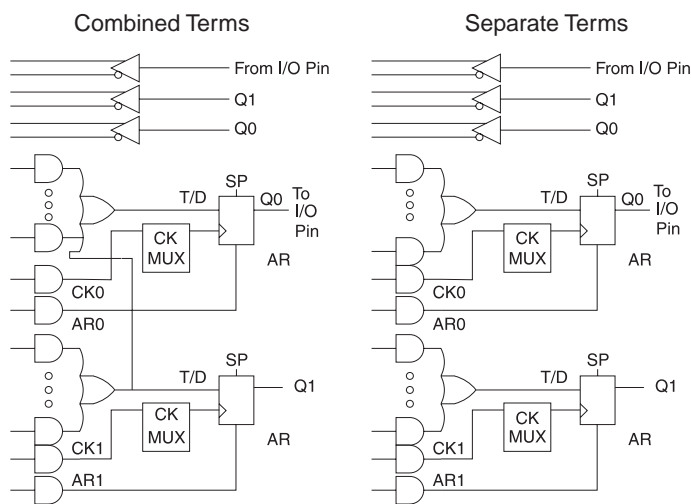 Combined Terms
From I/O Pin
Q1
Q0
SP
T/D
Q0
To
I/O
Pin
CK
MUX
AR
CK0
AR0
SP
T/D
Q1
CK
MUX
AR
CK1
AR1
Separate Terms
From I/O Pin
Q1
Q0
SP
T/D
Q0
To
I/O
Pin
CK
MUX
AR
CK0
AR0
SP
T/D
Q1
CK
MUX
AR
CK1
AR1